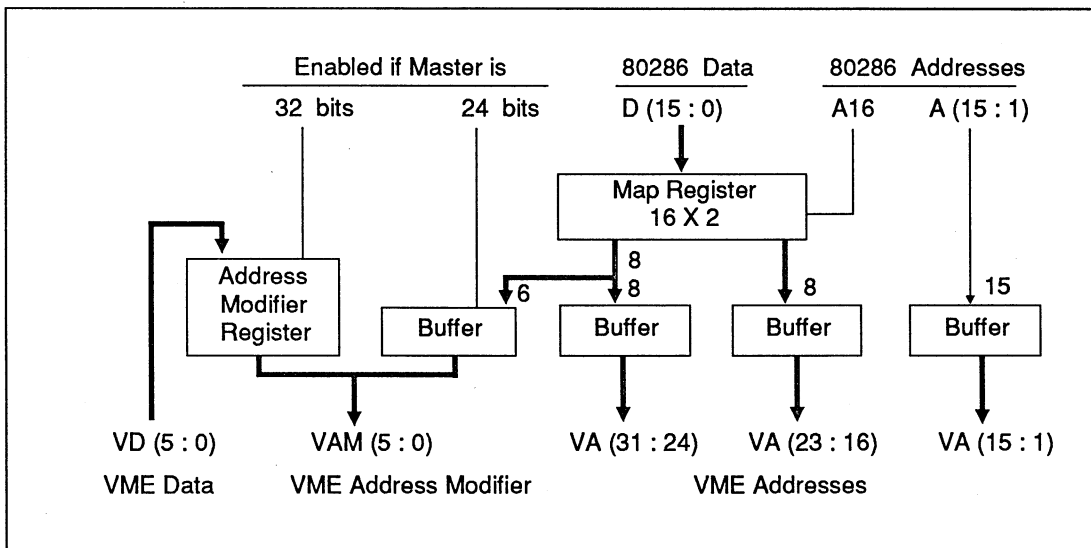 Enabled if Master is
80286 Data
80286 Addresses
32 bits
24 bits
D (15 : 0)
A16
A (15 : 1)
Map Register
16 X 2
8
Address
Modifier
Register
6
8
8
15
Buffer
Buffer
Buffer
Buffer
VD (5 : 0)
VAM (5 : 0)
VA (31 : 24)
VA (23 : 16)
VA (15 : 1)
VME Data
VME Address Modifier
VME Addresses